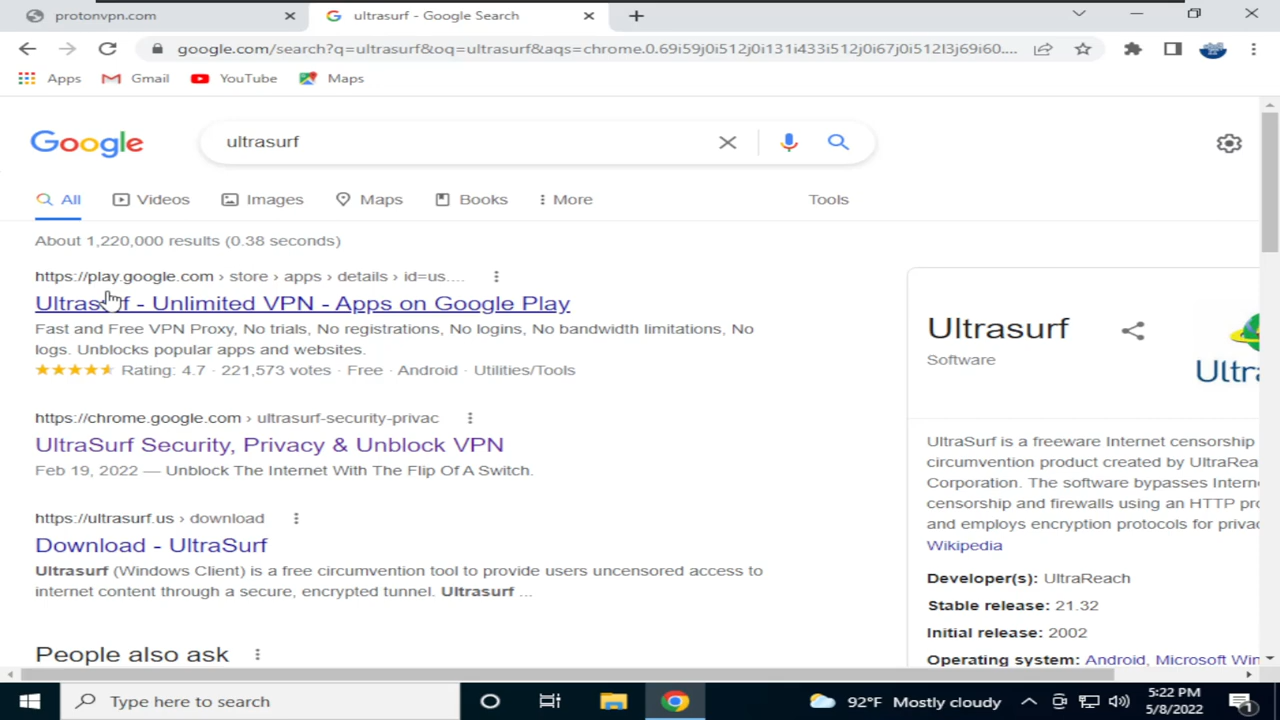 protonvpn.com
ultrasurf - Google Search
google.com/search?q=ultrasurf&oq=ultrasurf&aqs=chrome.0.69i59j0i512j0i131i433i512j0i67j0i512l3j69i60....
Apps
Gmail
YouTube
Maps
Google
ultrasurf
All
Videos
Images
Maps
Books
More
Tools
About 1,220,000 results (0.38 seconds)
https://play.google.com › store › apps › details › id=us....
Ultrasurf - Unlimited VPN - Apps on Google Play
Fast and Free VPN Proxy, No trials, No registrations, No logins, No bandwidth limitations, No
logs. Unblocks popular apps and websites.
Rating: 4.7 · 221,573 votes · Free · Android · Utilities/Tools
https://chrome.google.com › ultrasurf-security-privac
UltraSurf Security, Privacy & Unblock VPN
Feb 19, 2022 — Unblock The Internet With The Flip Of A Switch.
https://ultrasurf.us › download
Download - UltraSurf
Ultrasurf (Windows Client) is a free circumvention tool to provide users uncensored access to
internet content through a secure, encrypted tunnel. Ultrasurf ...
People also ask
Ultrasurf
Software
Ultr
UltraSurf is a freeware Internet censorship
circumvention product created by UltraRea
Corporation. The software bypasses Intern
censorship and firewalls using an HTTP pr
and employs encryption protocols for priva
Wikipedia
Developer(s): UltraReach
Stable release: 21.32
Initial release: 2002
Operating system: Android, Microsoft Win
Type here to search
92°F Mostly cloudy
5:22 PM
5/8/2022
1